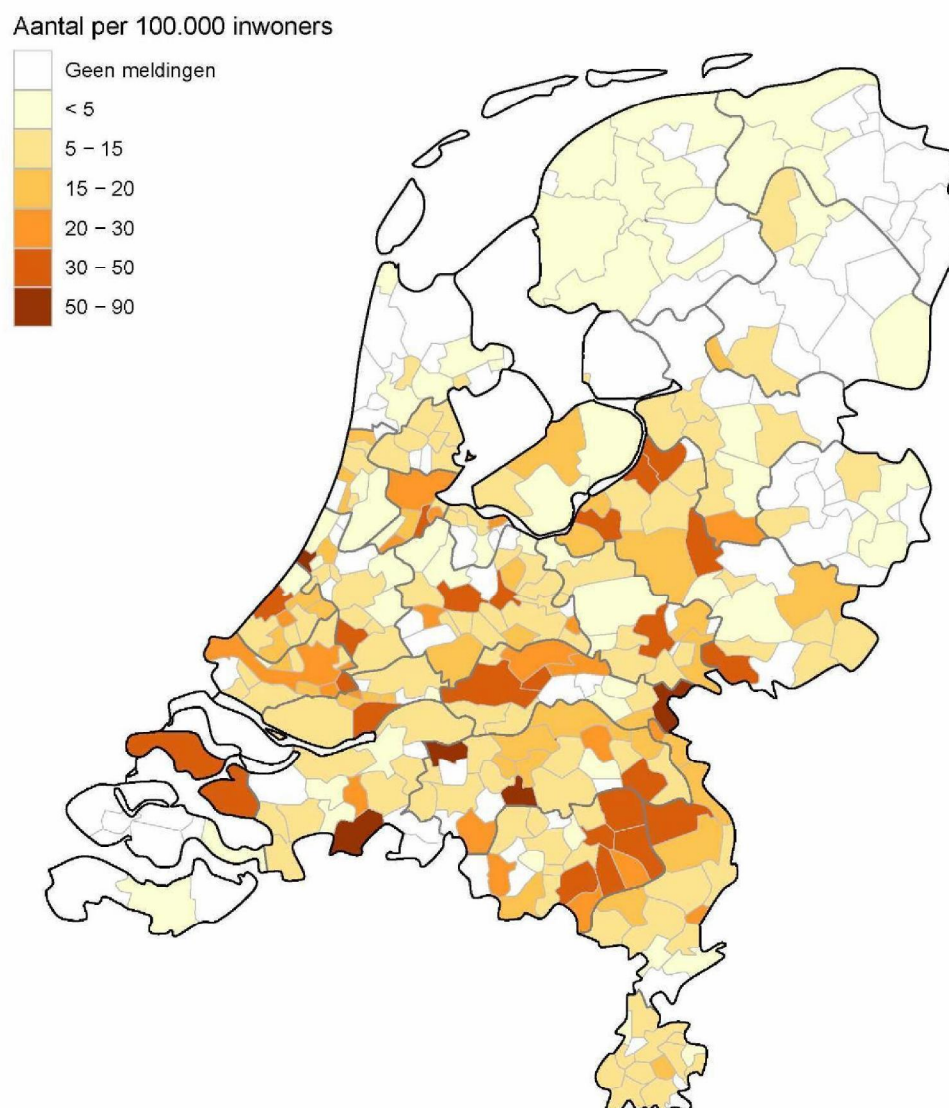 Aantal per 100.000 inwoners
Geen meldingen
< 5
5 – 15
15 – 20
20 – 30
30 – 50
50 – 90